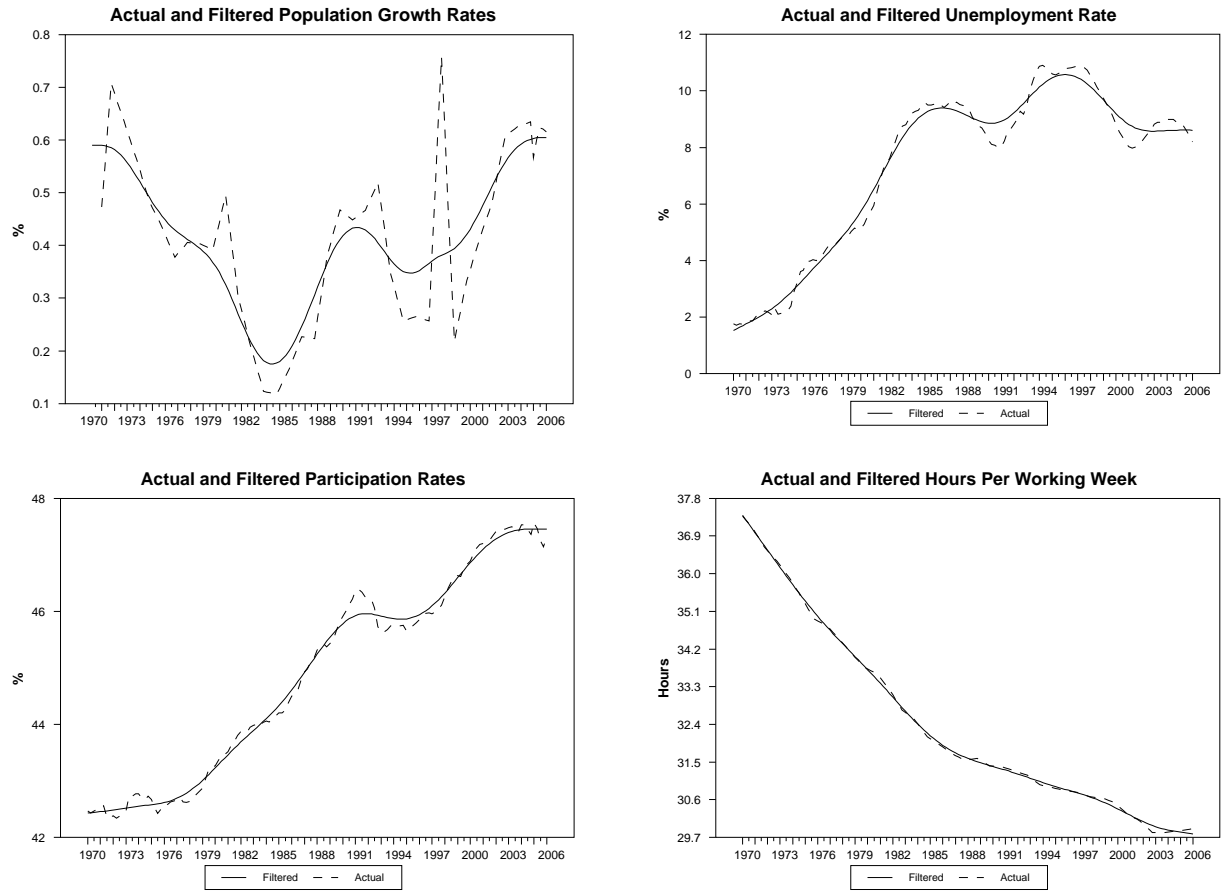 Actual and Filtered Population Growth Rates
0.8
0.7
0.6
0.5
0.4
0.3
0.2
0.1
%
1970 1973 1976 1979 1982 1985 1988 1991 1994 1997 2000 2003 2006
Actual and Filtered Unemployment Rate
12
10
8
6
4
2
0
%
1970 1973 1976 1979 1982 1985 1988 1991 1994 1997 2000 2003 2006
Filtered Actual
Actual and Filtered Participation Rates
48
46
44
42
%
1970 1973 1976 1979 1982 1985 1988 1991 1994 1997 2000 2003 2006
Filtered Actual
Actual and Filtered Hours Per Working Week
37.8
36.9
36.0
35.1
34.2
33.3
32.4
31.5
30.6
29.7
Hours
1970 1973 1976 1979 1982 1985 1988 1991 1994 1997 2000 2003 2006
Filtered Actual